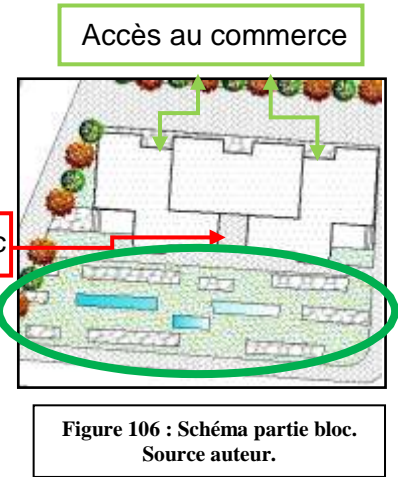 Accès au commerce
c
Figure 106 : Schéma partie bloc.
Source auteur.